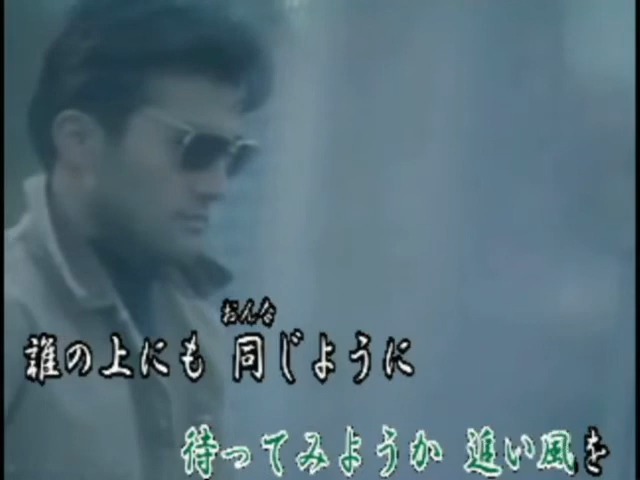 おんな
誰の上にも 同じように
待ってみようか 追い風を